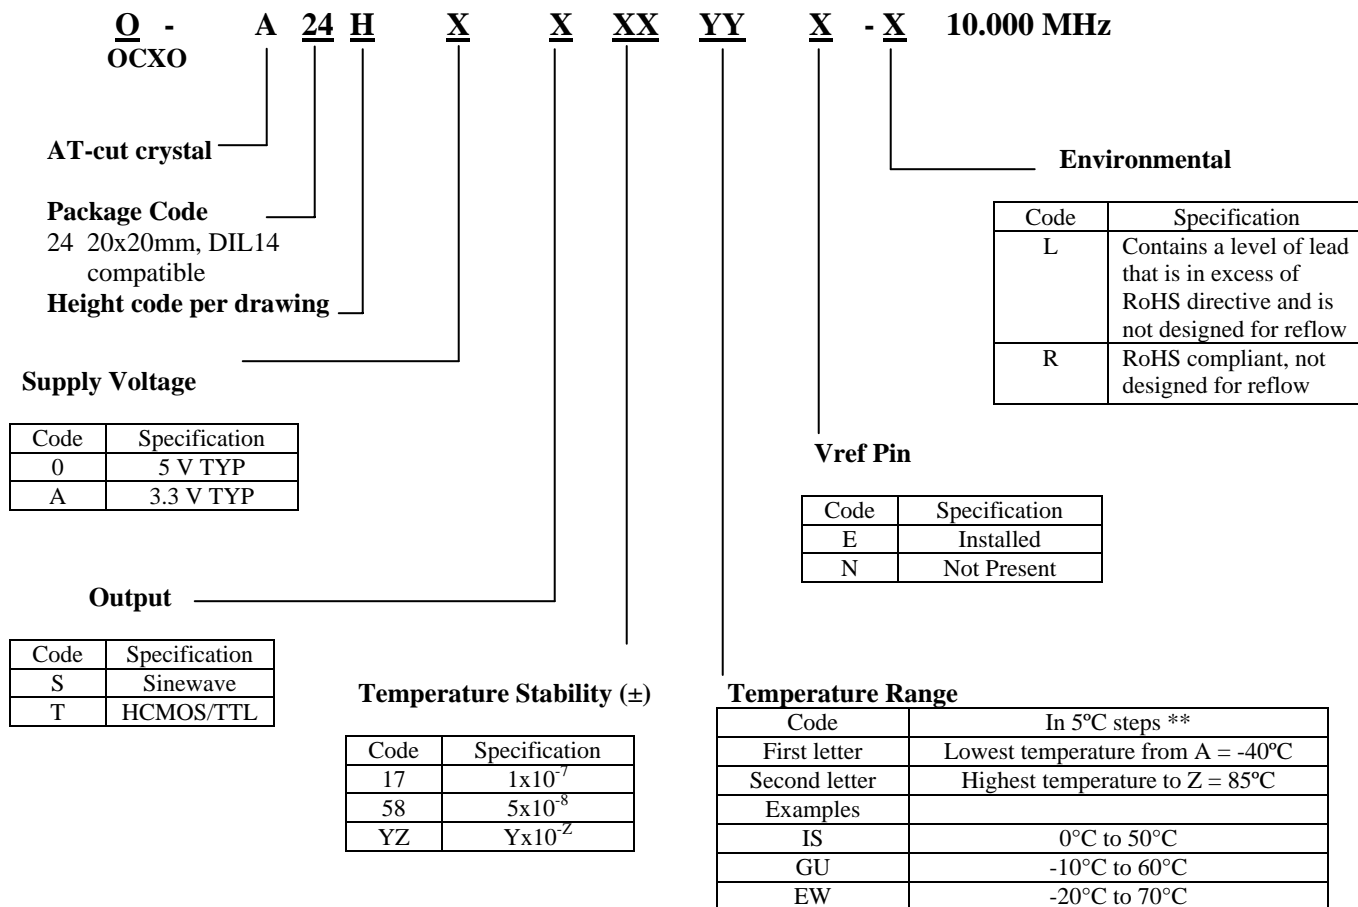 O - A 24 H X X XX YY X - X 10.000 MHz
OCXO
AT-cut crystal
Package Code
24 20x20mm, DIL14
compatible
Height code per drawing
Supply Voltage
Code Specification
0 5 V TYP
A 3.3 V TYP
Output
Code Specification
S Sinewave
T HCMOS/TTL
Temperature Stability (±)
Code Specification
17 1x10⁻⁷
58 5x10⁻⁸
YZ Yx10⁻ᶻ
Environmental
Code Specification
L Contains a level of lead
that is in excess of
RoHS directive and is
not designed for reflow
R RoHS compliant, not
designed for reflow
Vref Pin
Code Specification
E Installed
N Not Present
Temperature Range
Code In 5ºC steps **
First letter Lowest temperature from A = -40ºC
Second letter Highest temperature to Z = 85ºC
Examples
IS 0°C to 50°C
GU -10°C to 60°C
EW -20°C to 70°C